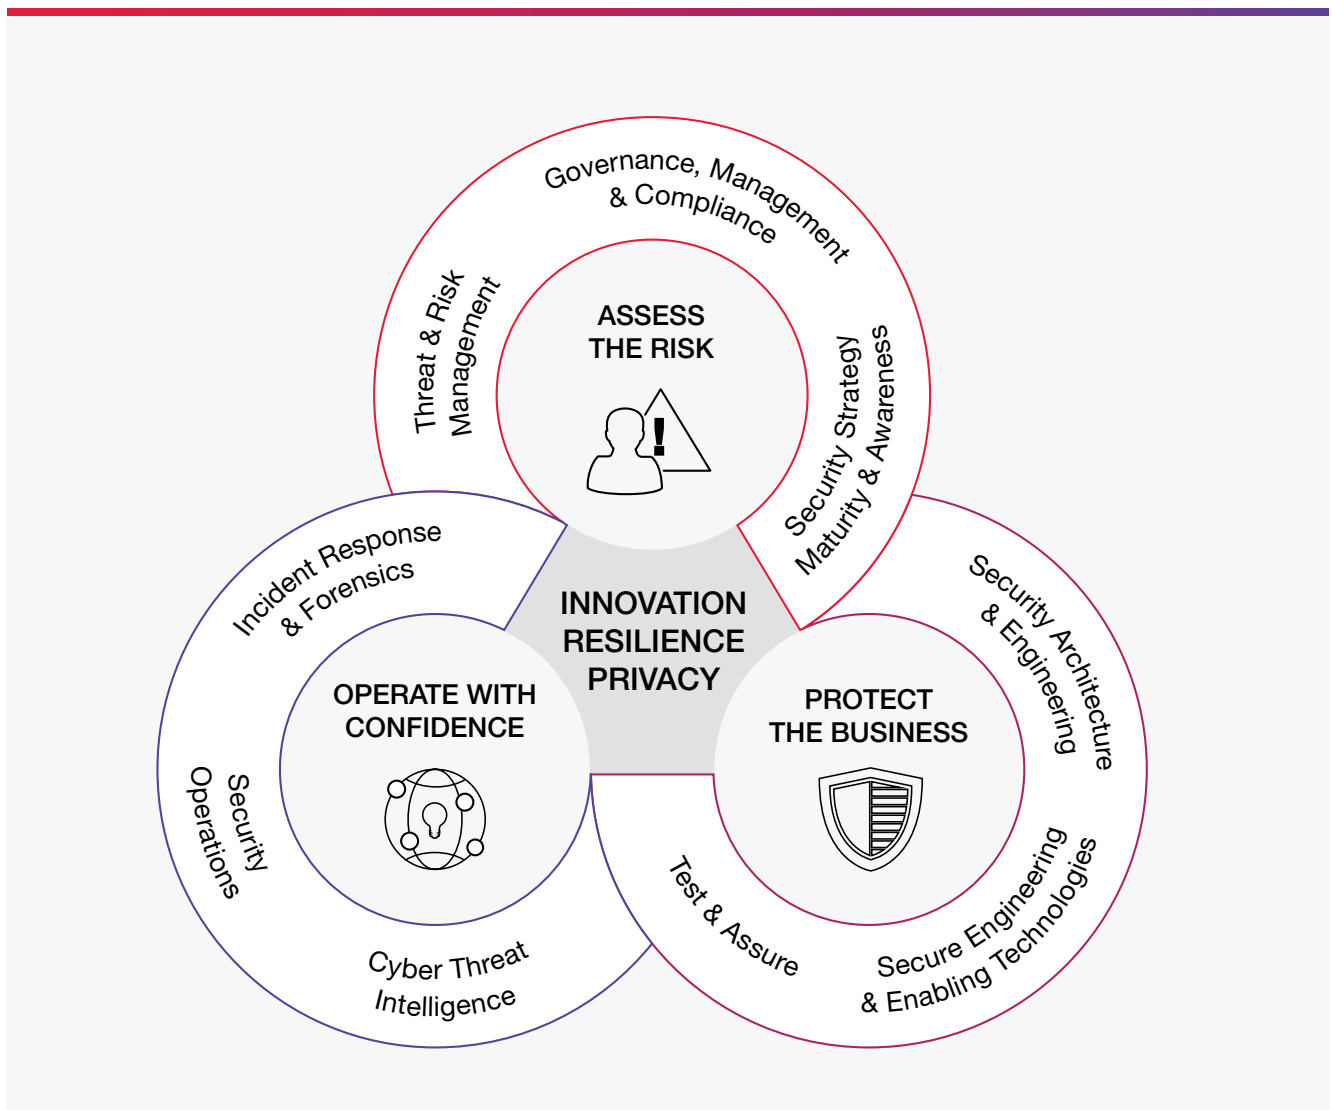 Governance, Management
& Compliance
Threat & Risk
Management
Security Strategy
Maturity & Awareness
ASSESS
THE RISK
!
INNOVATION
RESILIENCE
PRIVACY
Incident Response
& Forensics
Security
Operations
Cyber Threat
Intelligence
OPERATE WITH
CONFIDENCE
Security Architecture
& Engineering
Secure Engineering
& Enabling Technologies
Test & Assure
PROTECT
THE BUSINESS